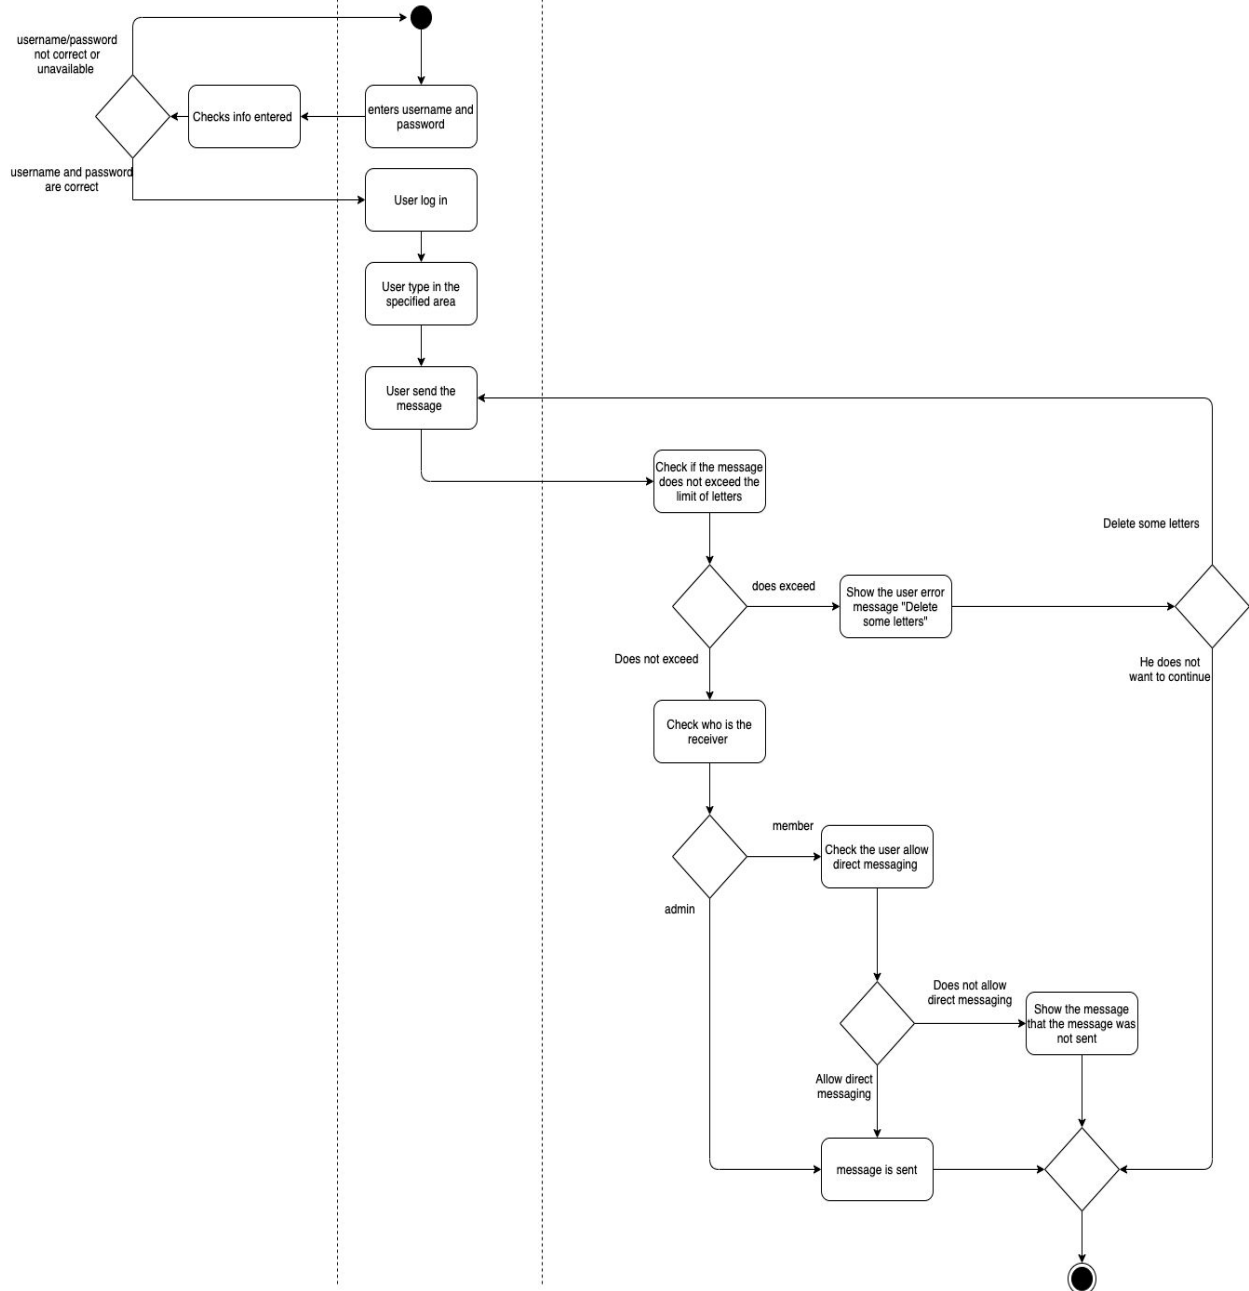 username/password
not correct or
unavailable
Checks info entered
enters username and
password
username and password
are correct
User log in
User type in the
specified area
User send the
message
Check if the message
does not exceed the
limit of letters
Delete some letters
does exceed
Show the user error
message "Delete
some letters"
Does not exceed
He does not
want to continue
Check who is the
receiver
member
Check the user allow
direct messaging
admin
Does not allow
direct messaging
Show the message
that the message was
not sent
Allow direct
messaging
message is sent